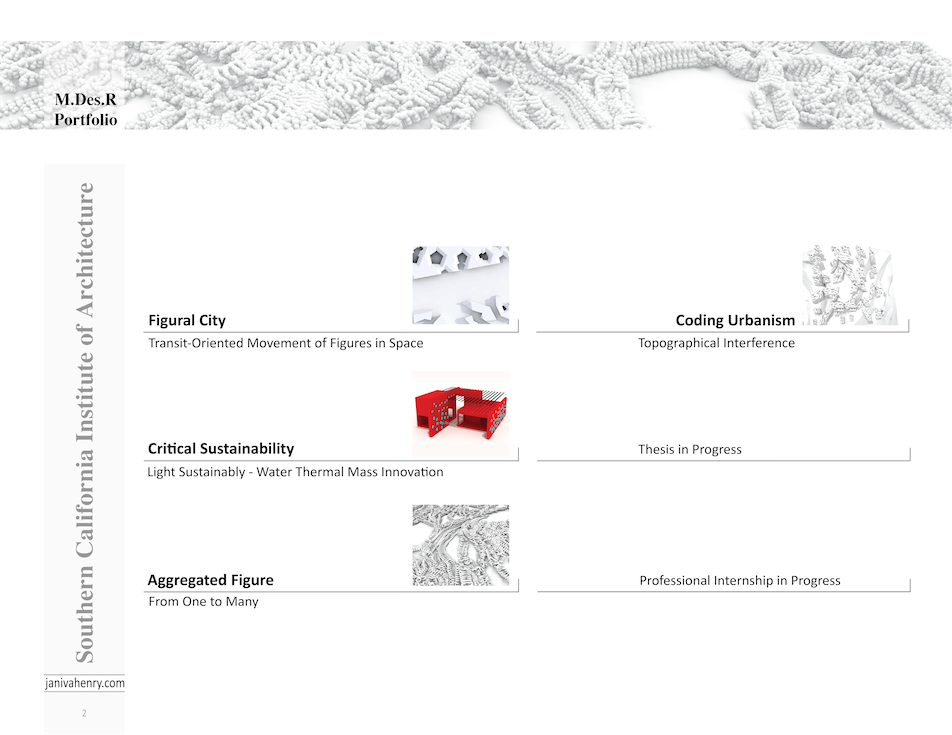 M.Des.R
Portfolio
Southern California Institute of Architecture
Figural City
Transit-Oriented Movement of Figures in Space
Coding Urbanism
Topographical Interference
Critical Sustainability
Light Sustainably - Water Thermal Mass Innovation
Thesis in Progress
Aggregated Figure
From One to Many
Professional Internship in Progress
janivahenry.com
2